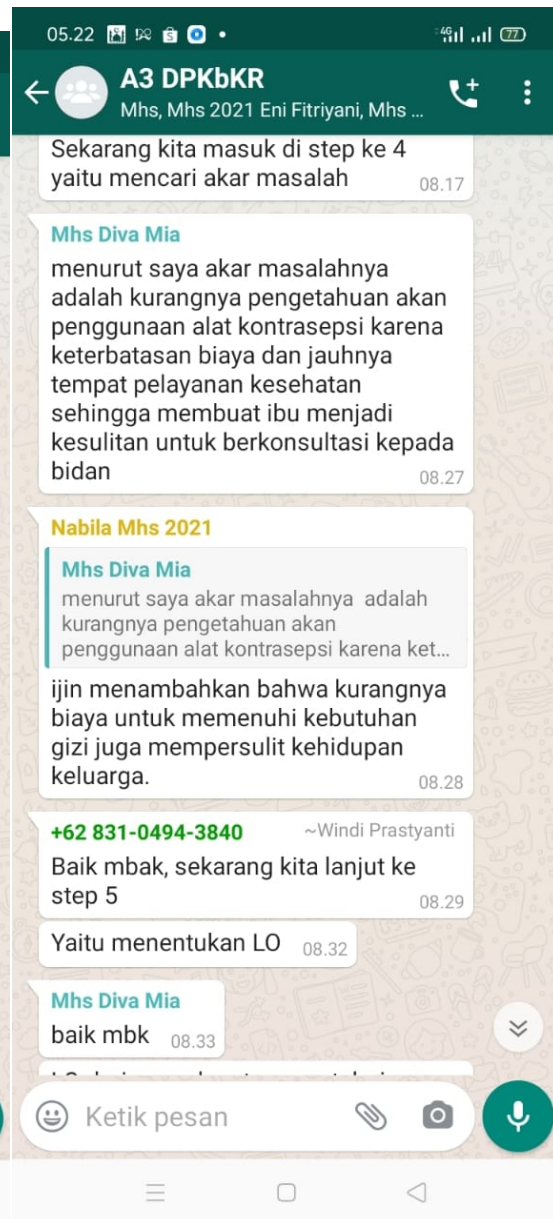 05.22
4G
77
A3 DPKbKR
Mhs, Mhs 2021 Eni Fitriyani, Mhs ...
Sekarang kita masuk di step ke 4
yaitu mencari akar masalah
08.17
Mhs Diva Mia
menurut saya akar masalahnya
adalah kurangnya pengetahuan akan
penggunaan alat kontrasepsi karena
keterbatasan biaya dan jauhnya
tempat pelayanan kesehatan
sehingga membuat ibu menjadi
kesulitan untuk berkonsultasi kepada
bidan
08.27
Nabila Mhs 2021
Mhs Diva Mia
menurut saya akar masalahnya  adalah
kurangnya pengetahuan akan
penggunaan alat kontrasepsi karena ket...
ijin menambahkan bahwa kurangnya
biaya untuk memenuhi kebutuhan
gizi juga mempersulit kehidupan
keluarga.
08.28
+62 831-0494-3840 ~Windi Prastyanti
Baik mbak, sekarang kita lanjut ke
step 5
08.29
Yaitu menentukan LO 08.32
Mhs Diva Mia
baik mbk 08.33
Ketik pesan